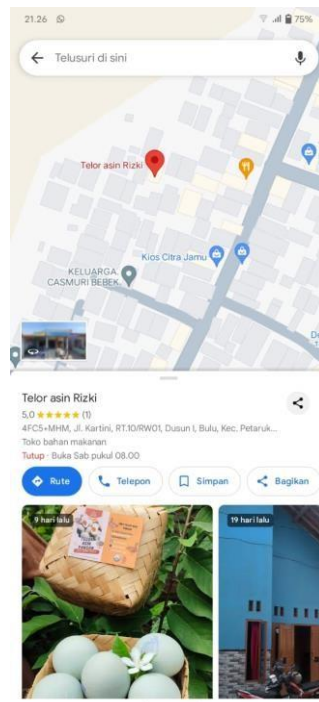 21.26
75%
Telusuri di sini
Telor asin Rizki
Kios Citra Jamu
KELUARGA
CASMURI BEBEK
Telor asin Rizki
5,0 ★★★★★ (1)
4FC5+MHM, Jl. Kartini, RT.10/RW01, Dusun I, Bulu, Kec. Petaruk...
Toko bahan makanan
Tutup · Buka Sab pukul 08.00
Rute
Telepon
Simpan
Bagikan
9 hari lalu
19 hari lalu